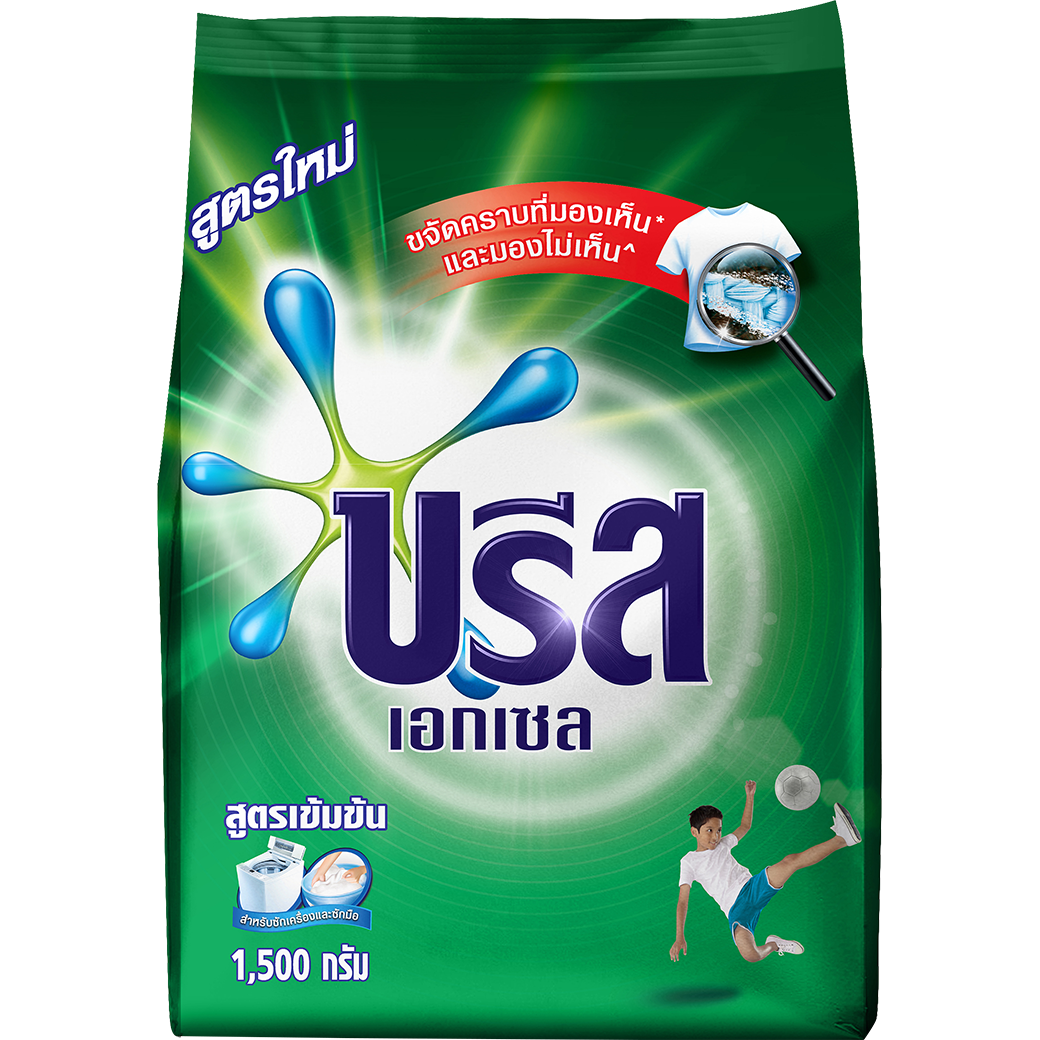 สูตรใหม่
ขจัดคราบที่มองเห็น*
และมองไม่เห็น^
บรีส
เอกเซล
สูตรเข้มข้น
สำหรับซักเครื่องและซักมือ
1,500 กรัม